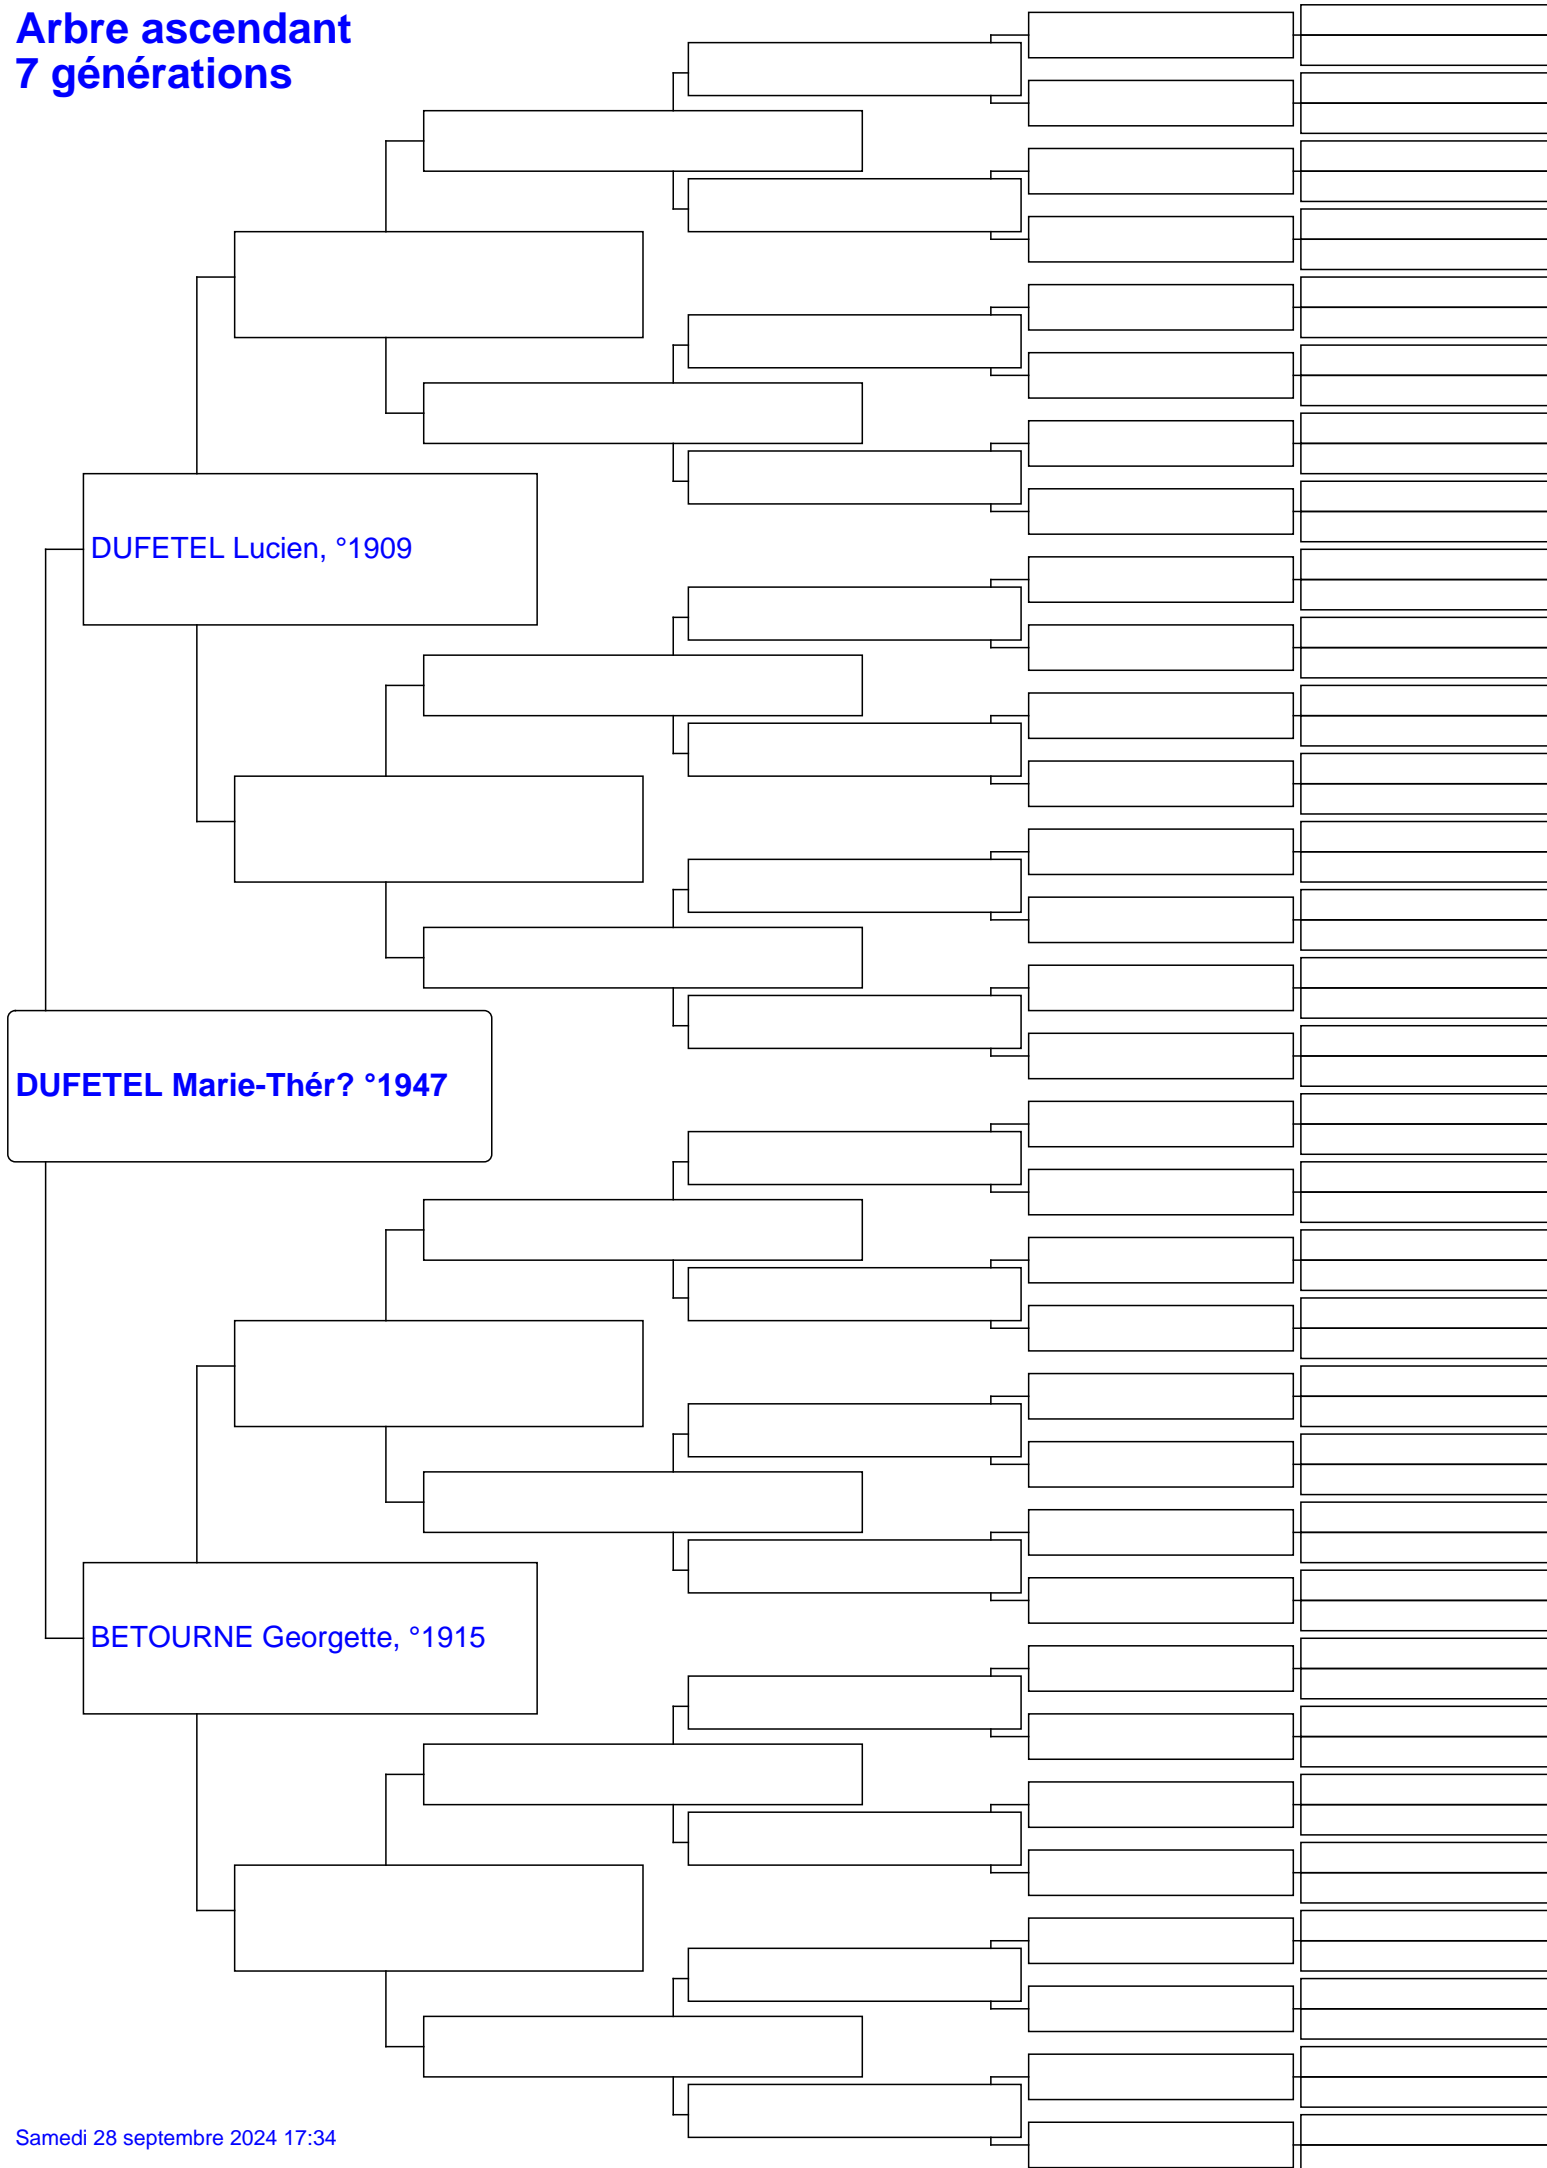 Arbre ascendant
7 générations
DUFETEL Lucien, °1909
DUFETEL Marie-Thér? °1947
BETOURNE Georgette, °1915
Samedi 28 septembre 2024 17:34